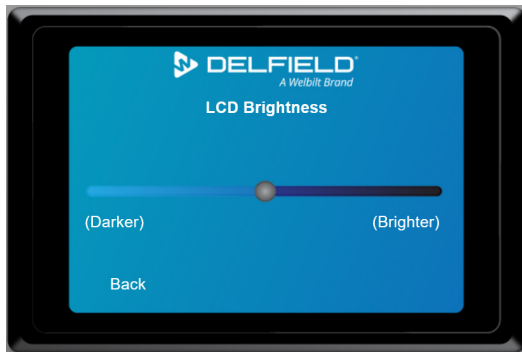 DELFIELD
A Welbilt Brand
LCD Brightness
(Darker)
(Brighter)
Back